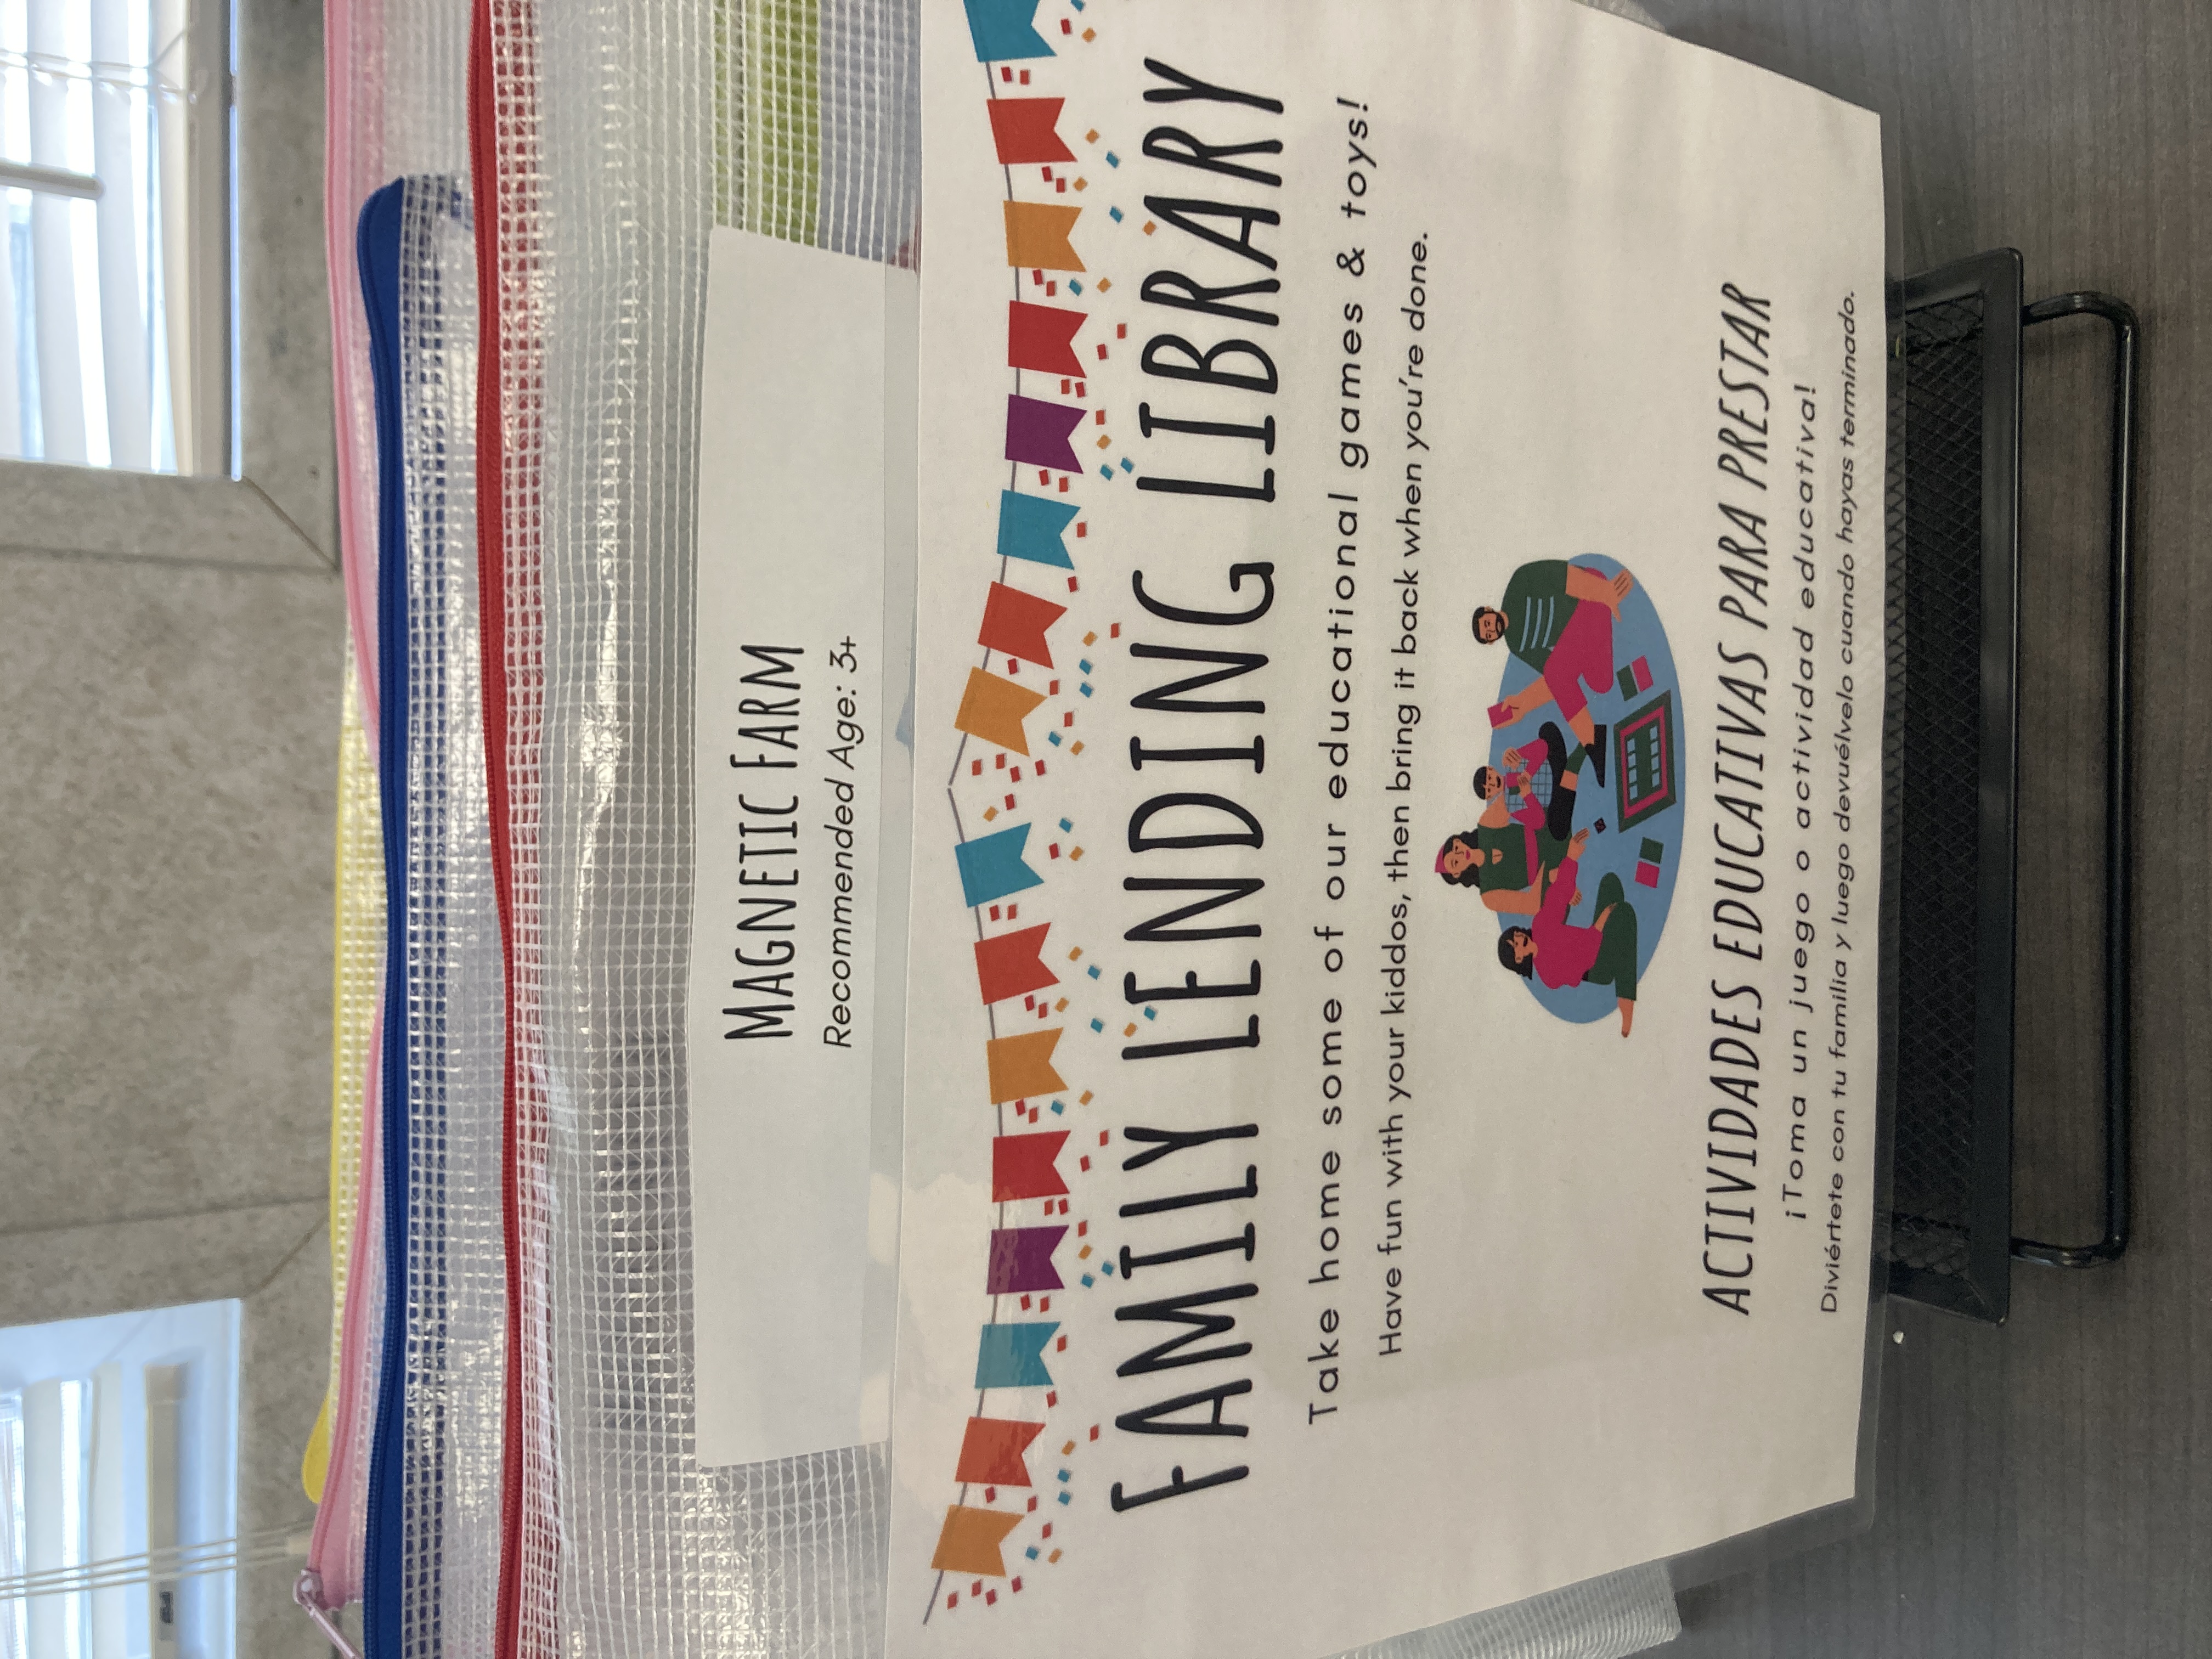 MAGNETIC FARM
Recommended Age: 3+
FAMILY LENDING LIBRARY
Take home some of our educational games & toys!
Have fun with your kiddos, then bring it back when you're done.
ACTIVIDADES EDUCATIVAS PARA PRESTAR
¡Toma un juego o actividad educativa!
Diviértete con tu familia y luego devuélvelo cuando hayas terminado.